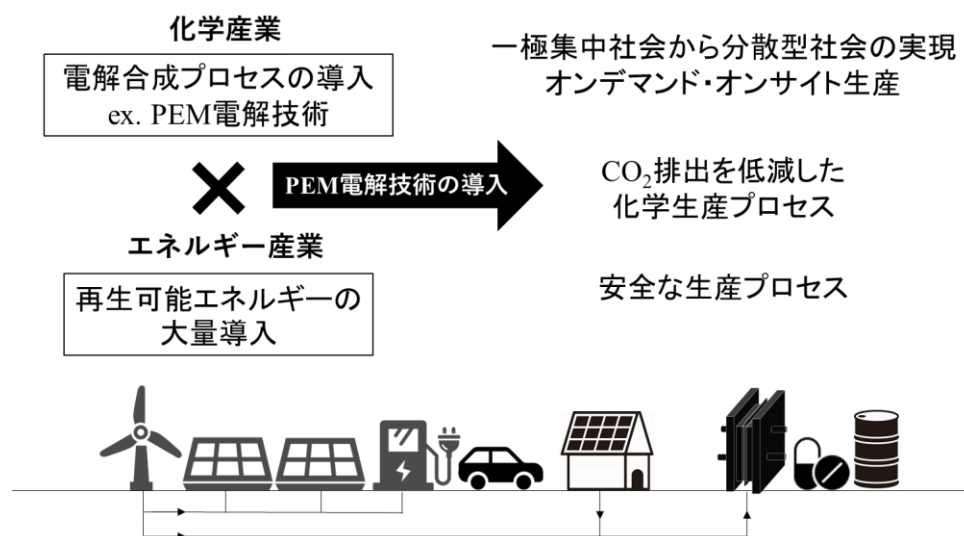 化学産業
電解合成プロセスの導入
ex. PEM電解技術
PEM電解技術の導入
エネルギー産業
再生可能エネルギーの
大量導入
一極集中社会から分散型社会の実現
オンデマンド・オンサイト生産
CO₂排出を低減した
化学生産プロセス
安全な生産プロセス